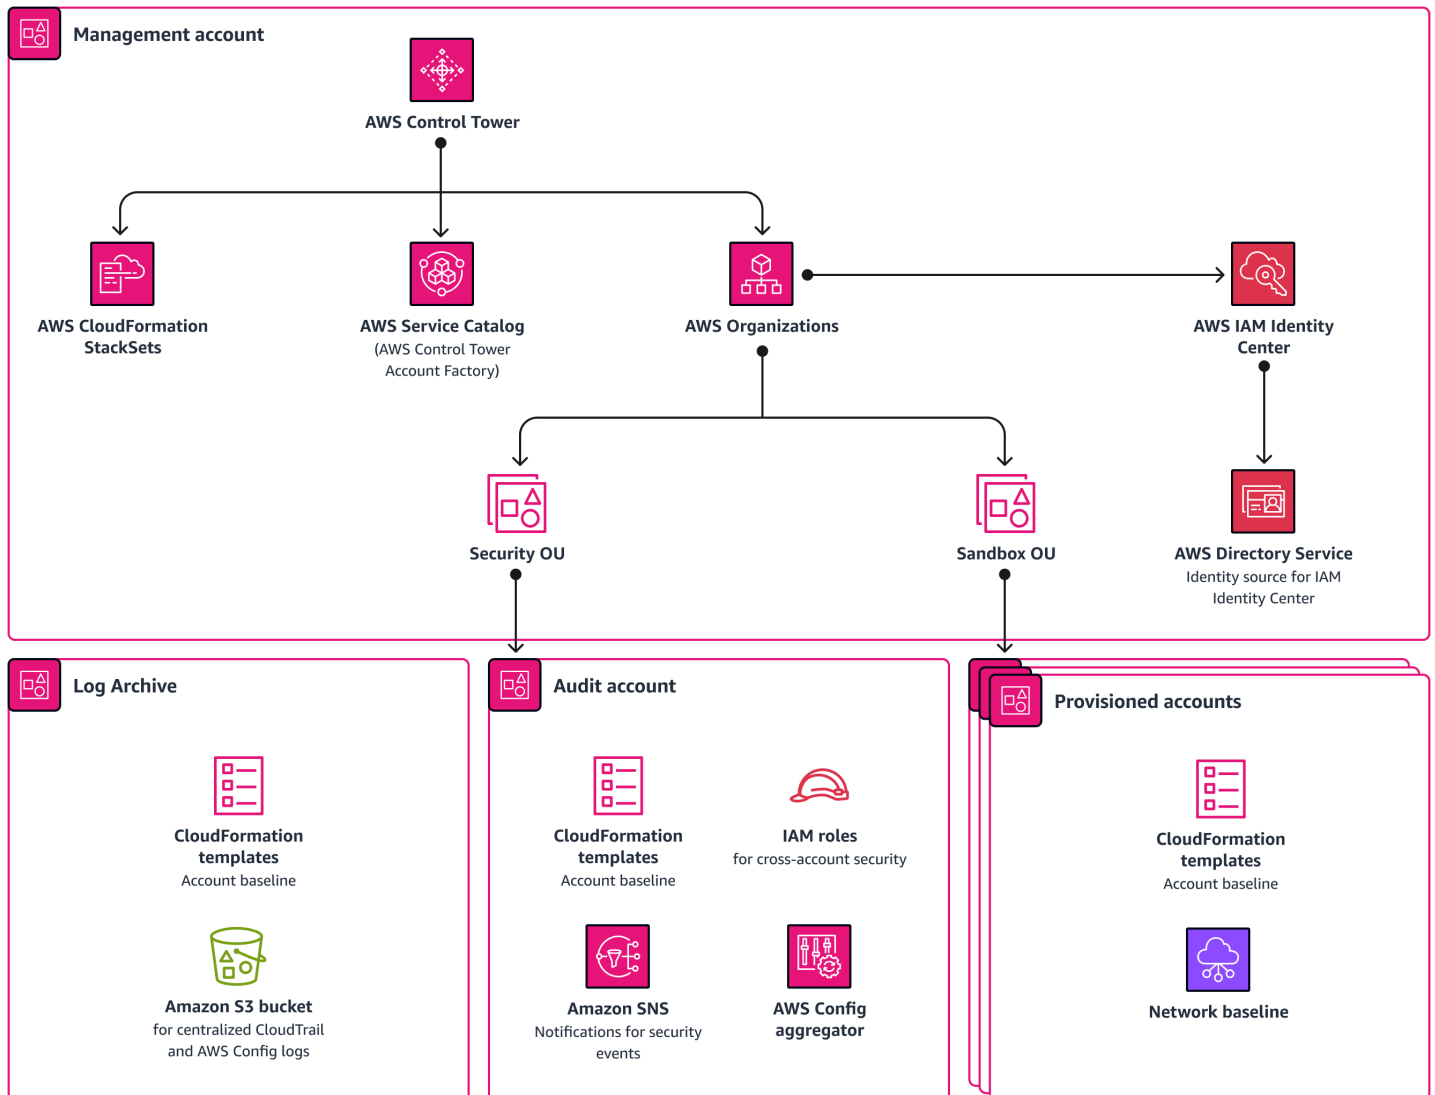 Management account
AWS Control Tower
AWS CloudFormation
StackSets
AWS Service Catalog
(AWS Control Tower
Account Factory)
AWS Organizations
AWS IAM Identity
Center
Security OU
Sandbox OU
AWS Directory Service
Identity source for IAM
Identity Center
Log Archive
CloudFormation
templates
Account baseline
Amazon S3 bucket
for centralized CloudTrail
and AWS Config logs
Audit account
CloudFormation
templates
Account baseline
IAM roles
for cross-account security
Amazon SNS
Notifications for security
events
AWS Config
aggregator
Provisioned accounts
CloudFormation
templates
Account baseline
Network baseline